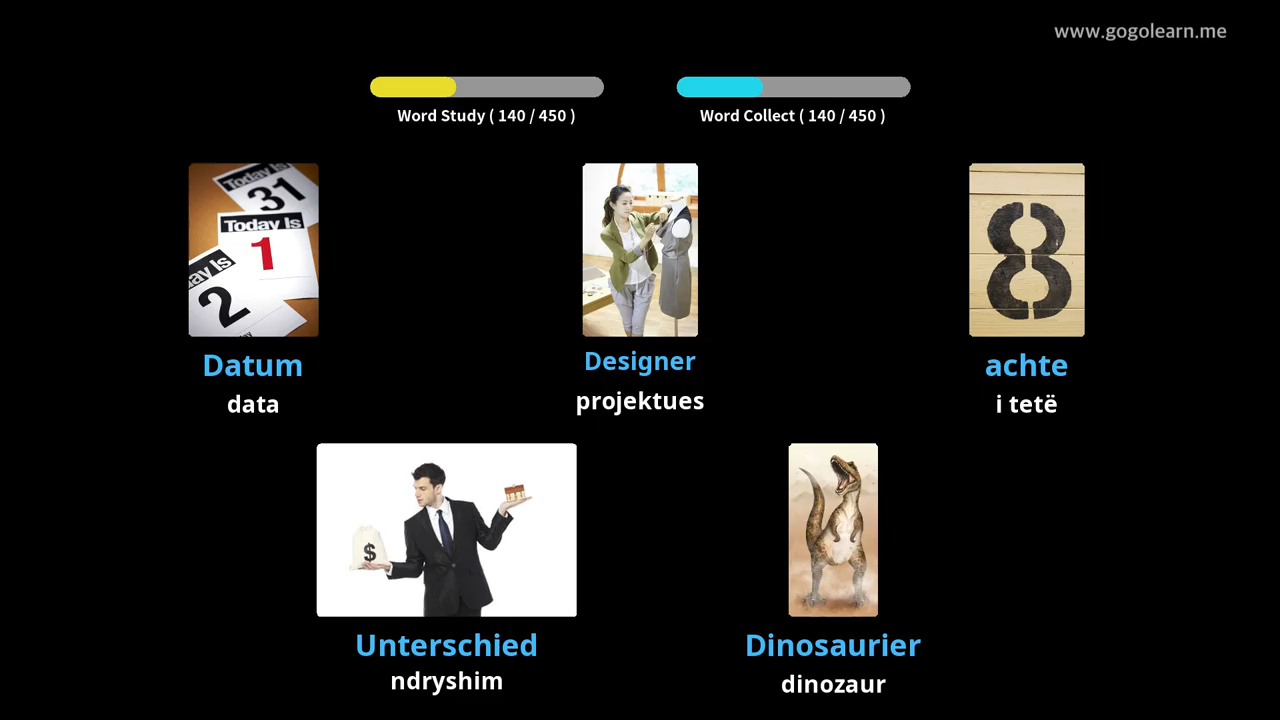 www.gogolearn.me
Word Study ( 140 / 450 )
Word Collect ( 140 / 450 )
Today Is
31
Today Is
1
ay Is
2
8
Datum
data
Designer
projektues
achte
i tetë
$
Unterschied
ndryshim
Dinosaurier
dinozaur